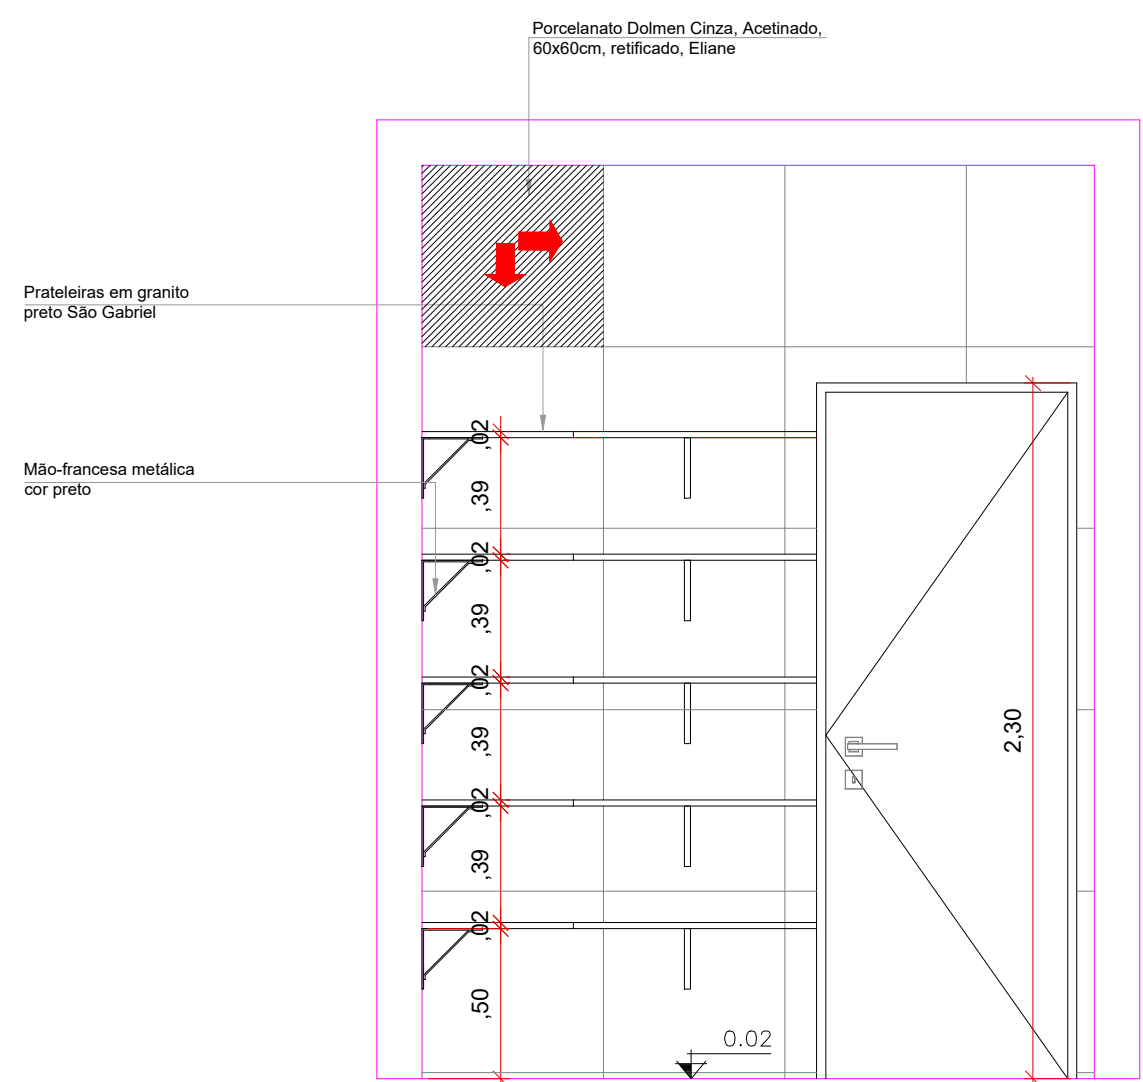 Porcelanato Dolmen Cinza, Acetinado,
60x60cm, retificado, Eliane
Prateleiras em granito
preto São Gabriel
Mão-francesa metálica
cor preto
,02
,39
,02
,39
,02
,39
,02
,39
,02
,50
2,30
0.02